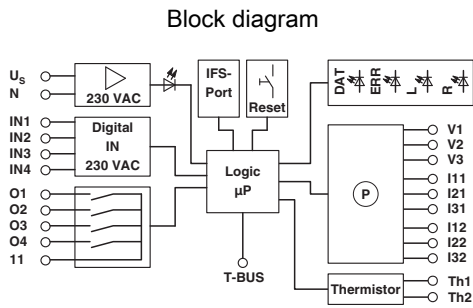 Block diagram
U_S
N
230 VAC
IFS-
Port
Reset
DAT
ERR
L
R
IN1
IN2
IN3
IN4
Digital
IN
230 VAC
Logic
µP
P
V1
V2
V3
I11
I21
I31
I12
I22
I32
O1
O2
O3
O4
11
T-BUS
Thermistor
Th1
Th2